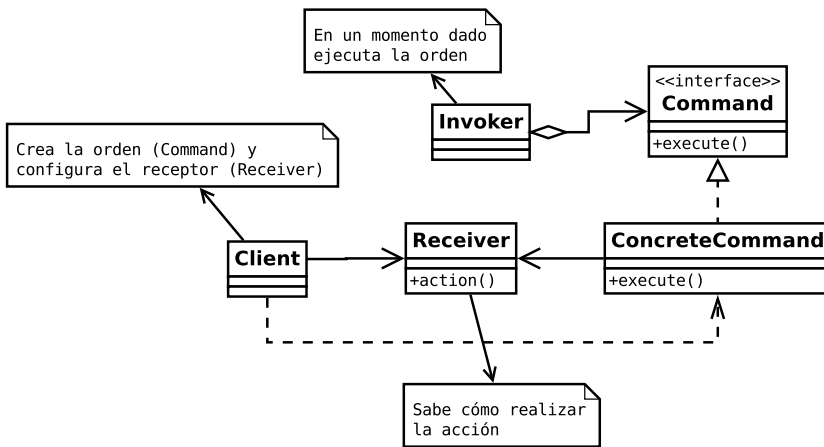 En un momento dado
ejecuta la orden
<<interface>>
Command
+execute()
Invoker
Crea la orden (Command) y
configura el receptor (Receiver)
Client
Receiver
+action()
ConcreteCommand
+execute()
Sabe cómo realizar
la acción